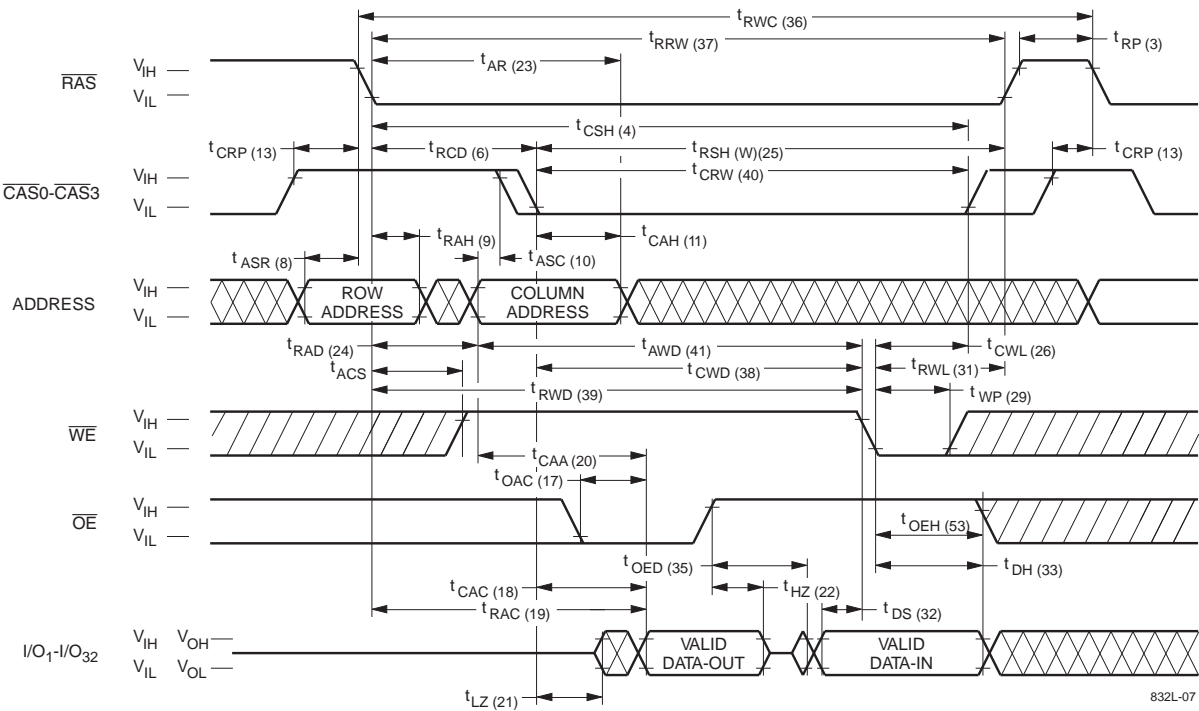 tRWC (36)
tRRW (37)
tRP (3)
tAR (23)
RAS
VIH
VIL
tCSH (4)
tCRP (13)
tRCD (6)
tRSH (W)(25)
tCRP (13)
tCRW (40)
CAS0-CAS3
VIH
VIL
tRAH (9)
tCAH (11)
tASR (8)
tASC (10)
ADDRESS
VIH
VIL
ROW
ADDRESS
COLUMN
ADDRESS
tRAD (24)
tAWD (41)
tCWL (26)
tACS
tCWD (38)
tRWL (31)
tRWD (39)
tWP (29)
WE
VIH
VIL
tCAA (20)
tOAC (17)
OE
VIH
VIL
tOEH (53)
tOED (35)
tDH (33)
tCAC (18)
tHZ (22)
tRAC (19)
tDS (32)
I/O1-I/O32
VIH VOH
VIL VOL
VALID
DATA-OUT
VALID
DATA-IN
tLZ (21)
832L-07